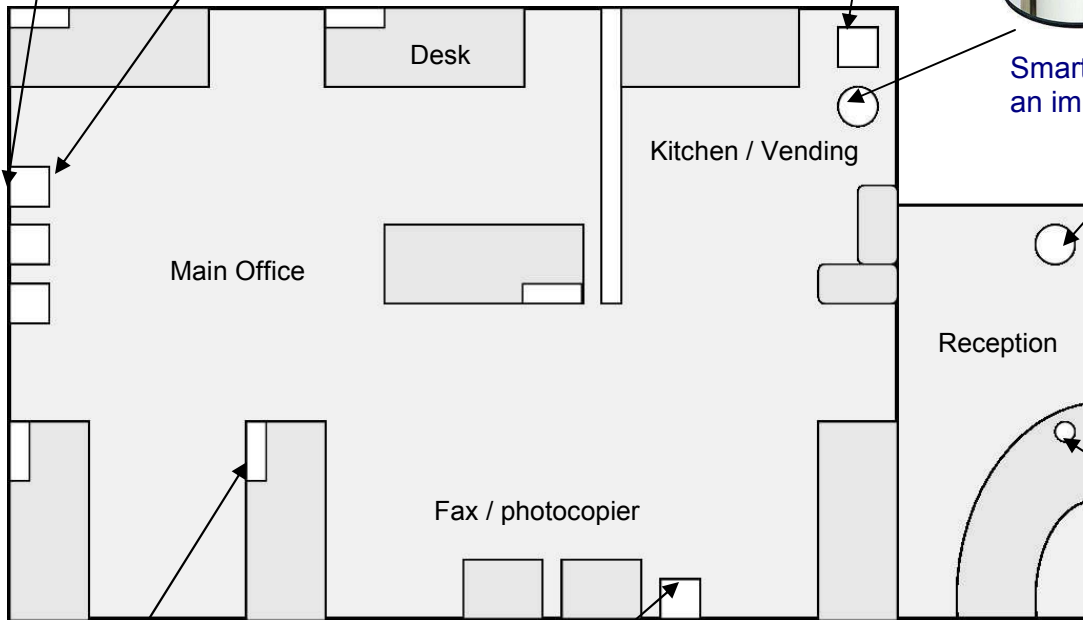 Desk
Smart
an im
Kitchen / Vending
Main Office
Reception
Fax / photocopier